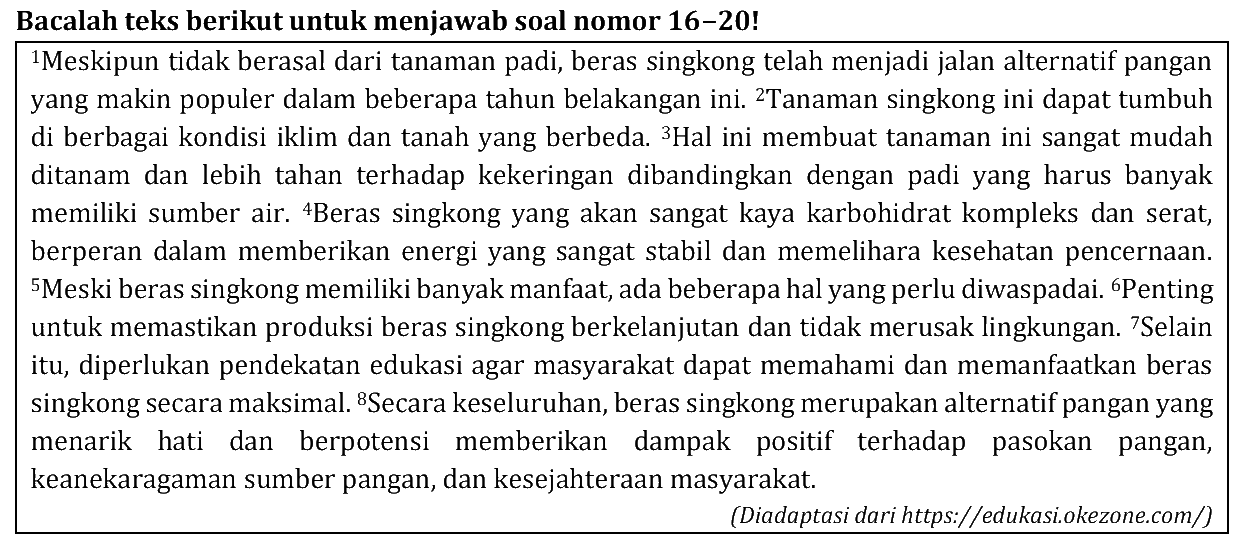 Bacalah teks berikut untuk menjawab soal nomor 16–20!
¹Meskipun tidak berasal dari tanaman padi, beras singkong telah menjadi jalan alternatif pangan
yang makin populer dalam beberapa tahun belakangan ini. ²Tanaman singkong ini dapat tumbuh
di berbagai kondisi iklim dan tanah yang berbeda. ³Hal ini membuat tanaman ini sangat mudah
ditanam dan lebih tahan terhadap kekeringan dibandingkan dengan padi yang harus banyak
memiliki sumber air. ⁴Beras singkong yang akan sangat kaya karbohidrat kompleks dan serat,
berperan dalam memberikan energi yang sangat stabil dan memelihara kesehatan pencernaan.
⁵Meski beras singkong memiliki banyak manfaat, ada beberapa hal yang perlu diwaspadai. ⁶Penting
untuk memastikan produksi beras singkong berkelanjutan dan tidak merusak lingkungan. ⁷Selain
itu, diperlukan pendekatan edukasi agar masyarakat dapat memahami dan memanfaatkan beras
singkong secara maksimal. ⁸Secara keseluruhan, beras singkong merupakan alternatif pangan yang
menarik hati dan berpotensi memberikan dampak positif terhadap pasokan pangan,
keanekaragaman sumber pangan, dan kesejahteraan masyarakat.
(Diadaptasi dari https://edukasi.okezone.com/)